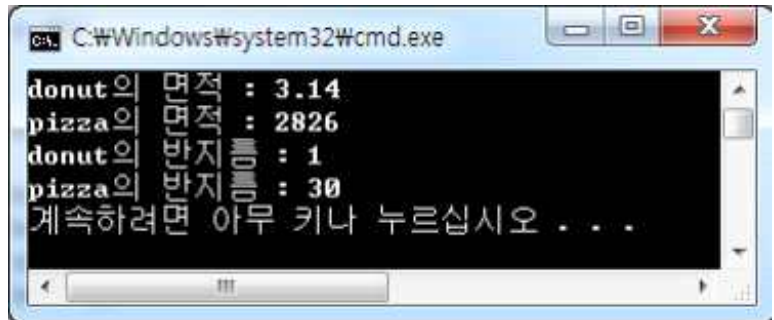 C:₩Windows₩system32₩cmd.exe
donut의 면적 : 3.14
pizza의 면적 : 2826
donut의 반지름 : 1
pizza의 반지름 : 30
계속하려면 아무 키나 누르십시오 . . .